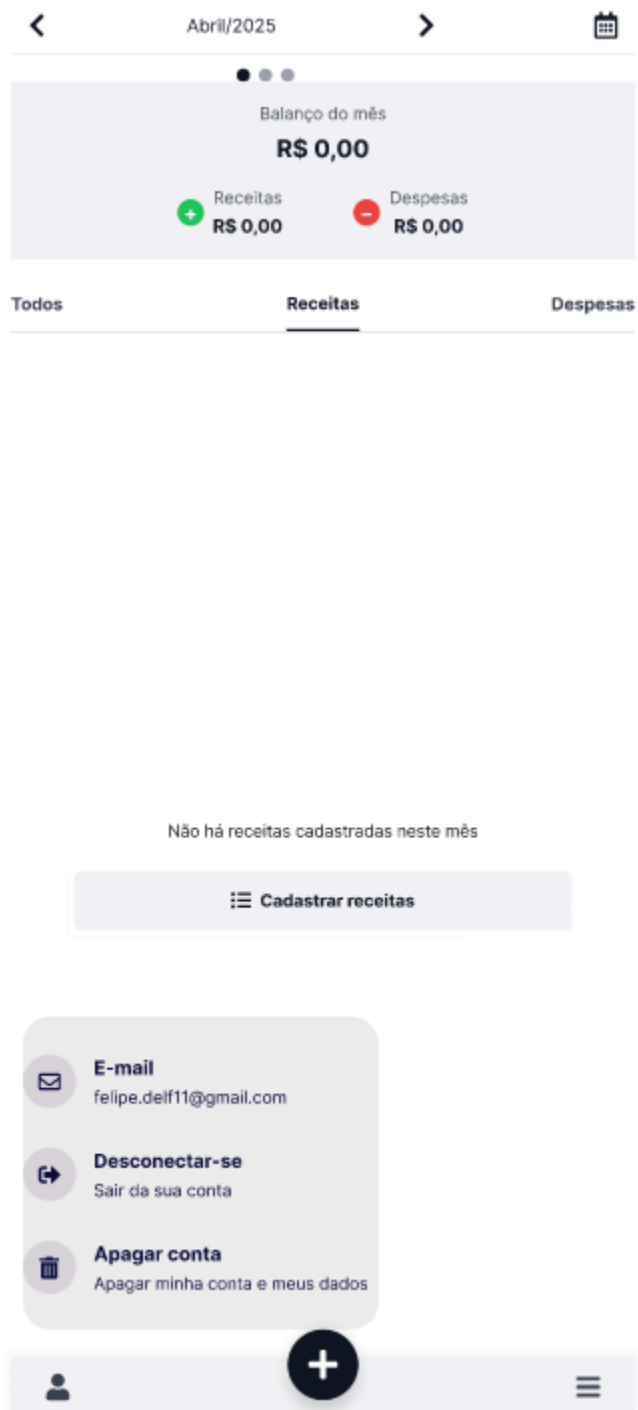 Abril/2025
Balanço do mês
R$ 0,00
Receitas
R$ 0,00
Despesas
R$ 0,00
Todos
Receitas
Despesas
Não há receitas cadastradas neste mês
Cadastrar receitas
E-mail
felipe.delf11@gmail.com
Desconectar-se
Sair da sua conta
Apagar conta
Apagar minha conta e meus dados